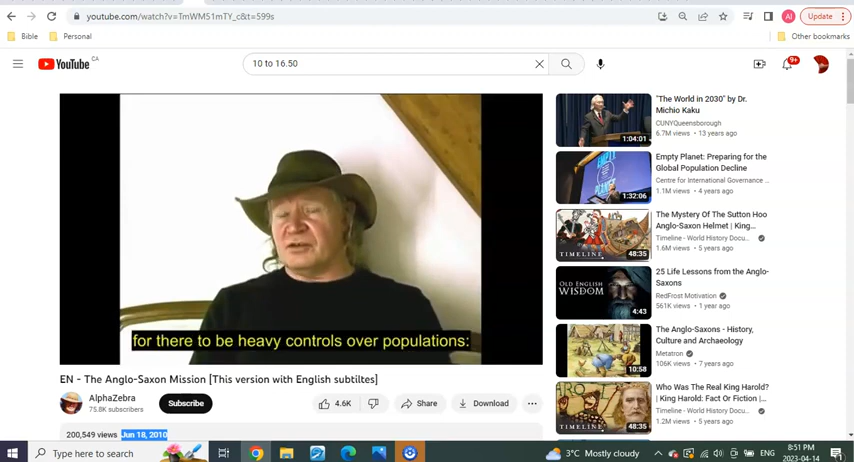 youtube.com/watch?v=TmWM51mTY_c&t=599s
AI
Update
Bible
Personal
Other bookmarks
YouTube CA
10 to 16.50
9+
"The World in 2030" by Dr.
Michio Kaku
CUNYQueensborough
6.7M views • 13 years ago
1:04:01
Empty Planet: Preparing for the
Global Population Decline
Centre for International Governance ...
1.1M views • 4 years ago
EMPTY
PLANET
1:32:06
The Mystery Of The Sutton Hoo
Anglo-Saxon Helmet | King...
Timeline - World History Docu...
1.6M views • 5 years ago
TIMELINE
48:35
25 Life Lessons from the Anglo-
Saxons
RedFrost Motivation
561K views • 1 year ago
OLD ENGLISH
WISDOM
4:43
The Anglo-Saxons - History,
Culture and Archaeology
Metatron
106K views • 7 years ago
10:58
Who Was The Real King Harold?
| King Harold: Fact Or Fiction |...
Timeline - World History Docu...
1.2M views • 5 years ago
TIMELINE
48:35
for there to be heavy controls over populations:
EN - The Anglo-Saxon Mission [This version with English subtiltes]
AlphaZebra
75.8K subscribers
Subscribe
4.6K
Share
Download
200,549 views Jun 18, 2010
Type here to search
3°C Mostly cloudy
ENG
8:51 PM
2023-04-14